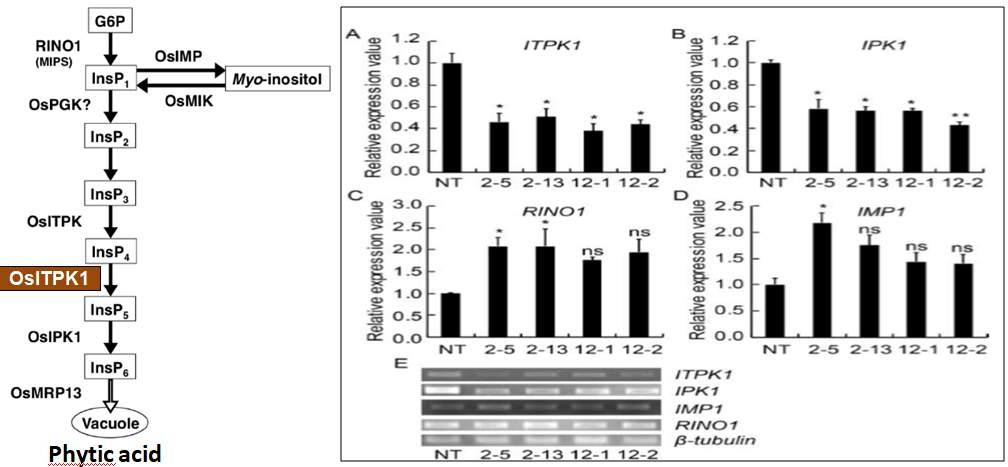 G6P
RINO1
(MIPS)
OsIMP
InsP1
Myo-inositol
OsMIK
OsPGK?
InsP2
InsP3
OsITPK
InsP4
OsITPK1
InsP5
OsIPK1
InsP6
OsMRP13
Vacuole
Phytic acid
A
ITPK1
Relative expression value
1.2
1.0
0.8
0.6
0.4
0.2
0.0
* * * *
NT 2-5 2-13 12-1 12-2
B
IPK1
Relative expression value
1.2
1.0
0.8
0.6
0.4
0.2
0.0
* * * **
NT 2-5 2-13 12-1 12-2
C
RINO1
Relative expression value
3.0
2.5
2.0
1.5
1.0
0.5
0.0
* * ns ns
NT 2-5 2-13 12-1 12-2
D
IMP1
Relative expression value
2.5
2.0
1.5
1.0
0.5
0.0
* ns ns ns
NT 2-5 2-13 12-1 12-2
E
ITPK1
IPK1
IMP1
RINO1
β-tubulin
NT 2-5 2-13 12-1 12-2